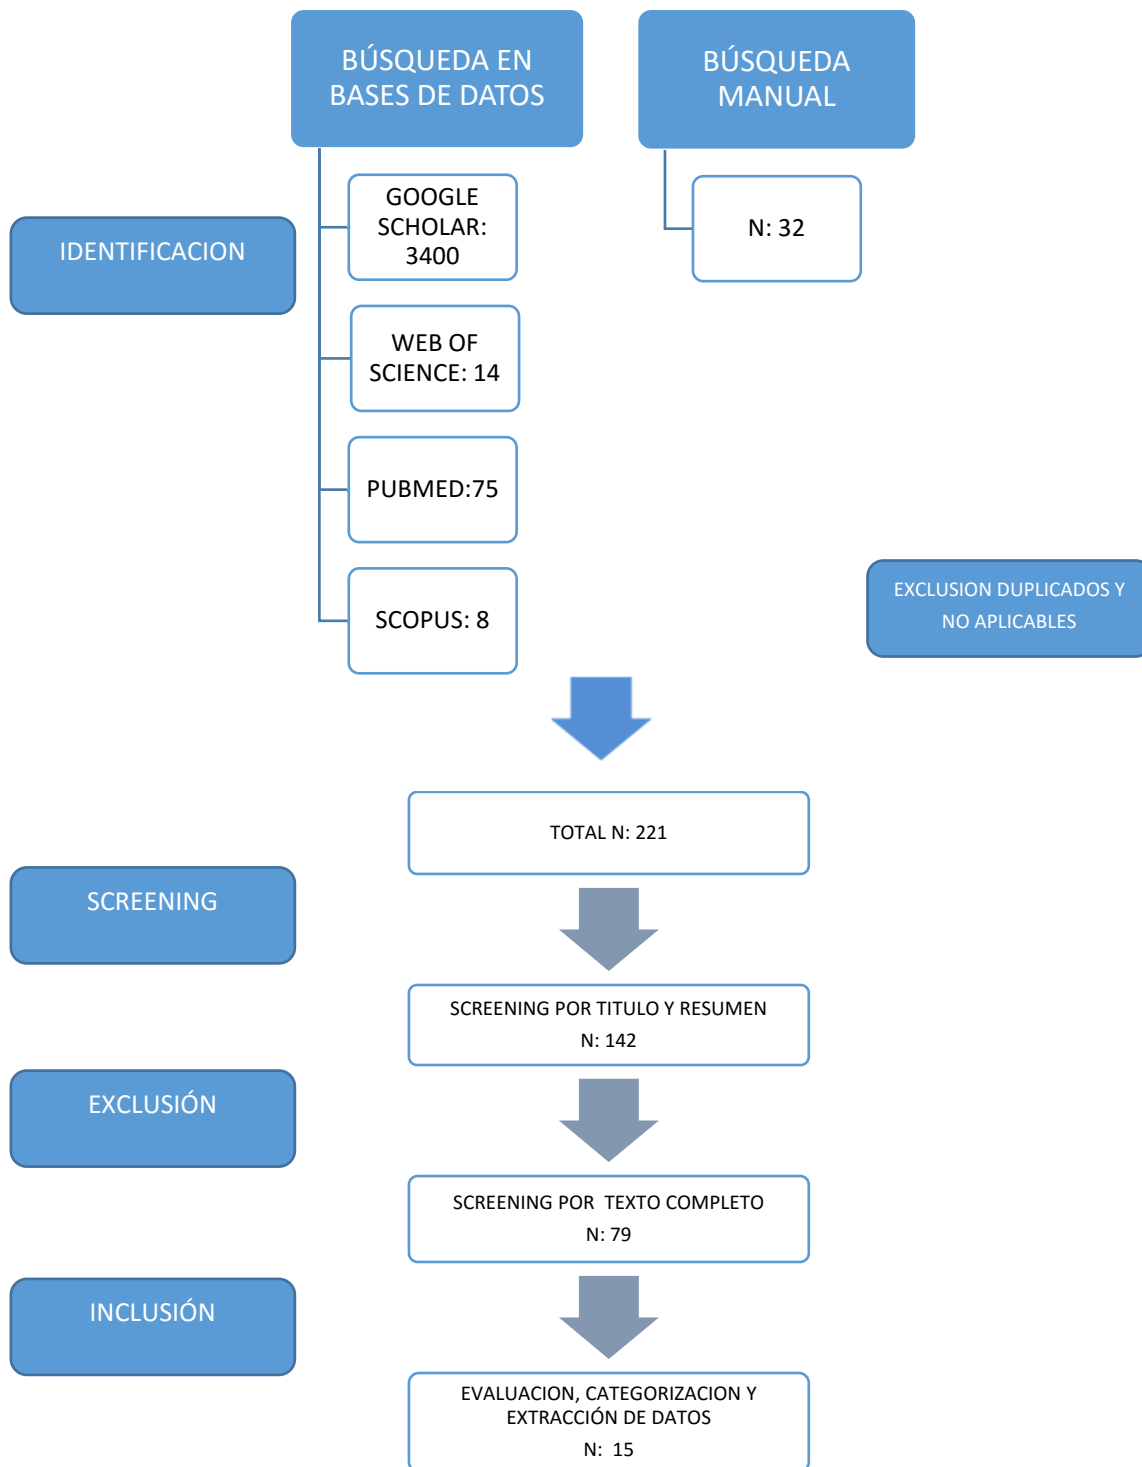 BÚSQUEDA EN
BASES DE DATOS
BÚSQUEDA
MANUAL
GOOGLE
SCHOLAR:
3400
N: 32
IDENTIFICACION
WEB OF
SCIENCE: 14
PUBMED:75
SCOPUS: 8
EXCLUSION DUPLICADOS Y
NO APLICABLES
TOTAL N: 221
SCREENING
SCREENING POR TITULO Y RESUMEN
N: 142
EXCLUSIÓN
SCREENING POR TEXTO COMPLETO
N: 79
INCLUSIÓN
EVALUACION, CATEGORIZACION Y
EXTRACCIÓN DE DATOS
N: 15